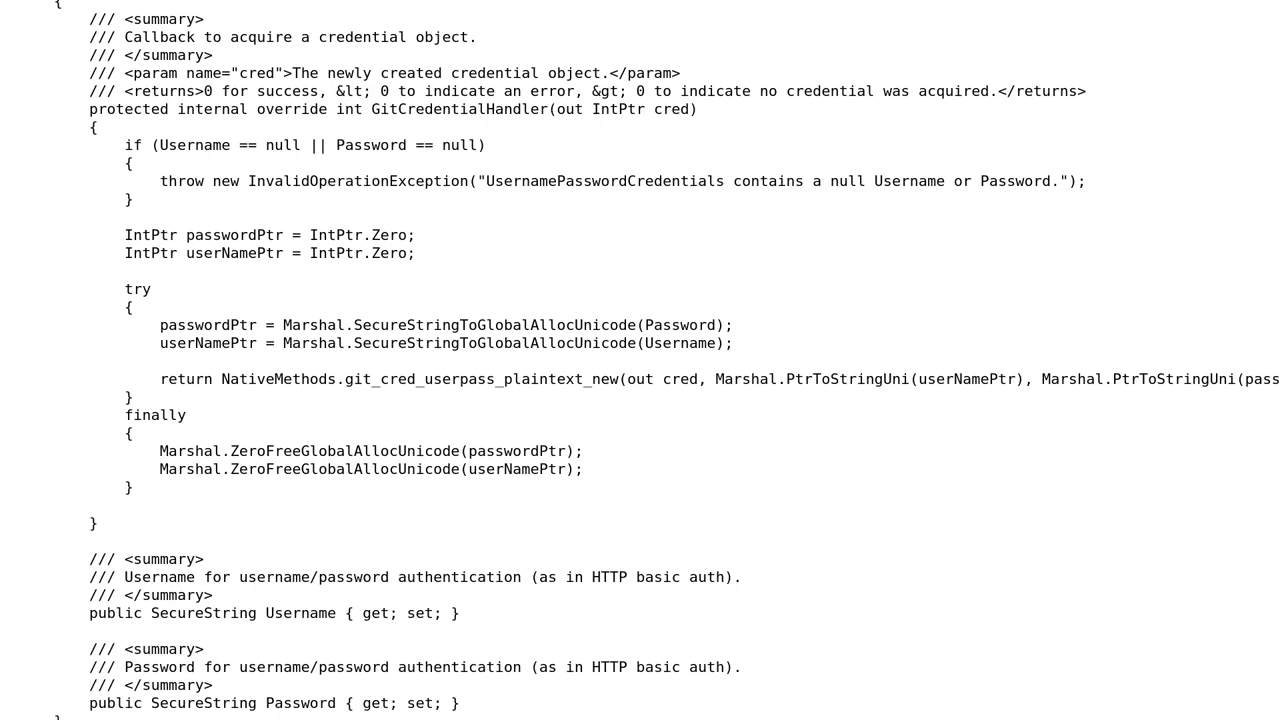 {
/// <summary>
/// Callback to acquire a credential object.
/// </summary>
/// <param name="cred">The newly created credential object.</param>
/// <returns>0 for success, &lt; 0 to indicate an error, &gt; 0 to indicate no credential was acquired.</returns>
protected internal override int GitCredentialHandler(out IntPtr cred)
{
if (Username == null || Password == null)
{
throw new InvalidOperationException("UsernamePasswordCredentials contains a null Username or Password.");
}
IntPtr passwordPtr = IntPtr.Zero;
IntPtr userNamePtr = IntPtr.Zero;
try
{
passwordPtr = Marshal.SecureStringToGlobalAllocUnicode(Password);
userNamePtr = Marshal.SecureStringToGlobalAllocUnicode(Username);
return NativeMethods.git_cred_userpass_plaintext_new(out cred, Marshal.PtrToStringUni(userNamePtr), Marshal.PtrToStringUni(pass
}
finally
{
Marshal.ZeroFreeGlobalAllocUnicode(passwordPtr);
Marshal.ZeroFreeGlobalAllocUnicode(userNamePtr);
}
}
/// <summary>
/// Username for username/password authentication (as in HTTP basic auth).
/// </summary>
public SecureString Username { get; set; }
/// <summary>
/// Password for username/password authentication (as in HTTP basic auth).
/// </summary>
public SecureString Password { get; set; }
}